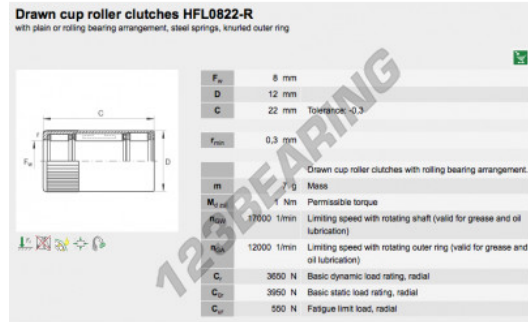 Drawn cup roller clutches HFL0822-R
with plain or rolling bearing arrangement, steel springs, knurled outer ring
C
r
Fw
D
Fw 8 mm
D 12 mm
C 22 mm Tolerance: -0,3
rmin 0,3 mm
Drawn cup roller clutches with rolling bearing arrangement.
m 7 g Mass
Md per 1 Nm Permissible torque
nGW 17000 1/min Limiting speed with rotating shaft (valid for grease and oil
lubrication)
nGA 12000 1/min Limiting speed with rotating outer ring (valid for grease and
oil lubrication)
Cr 3650 N Basic dynamic load rating, radial
C0r 3950 N Basic static load rating, radial
Cur 550 N Fatigue limit load, radial
123BEARING